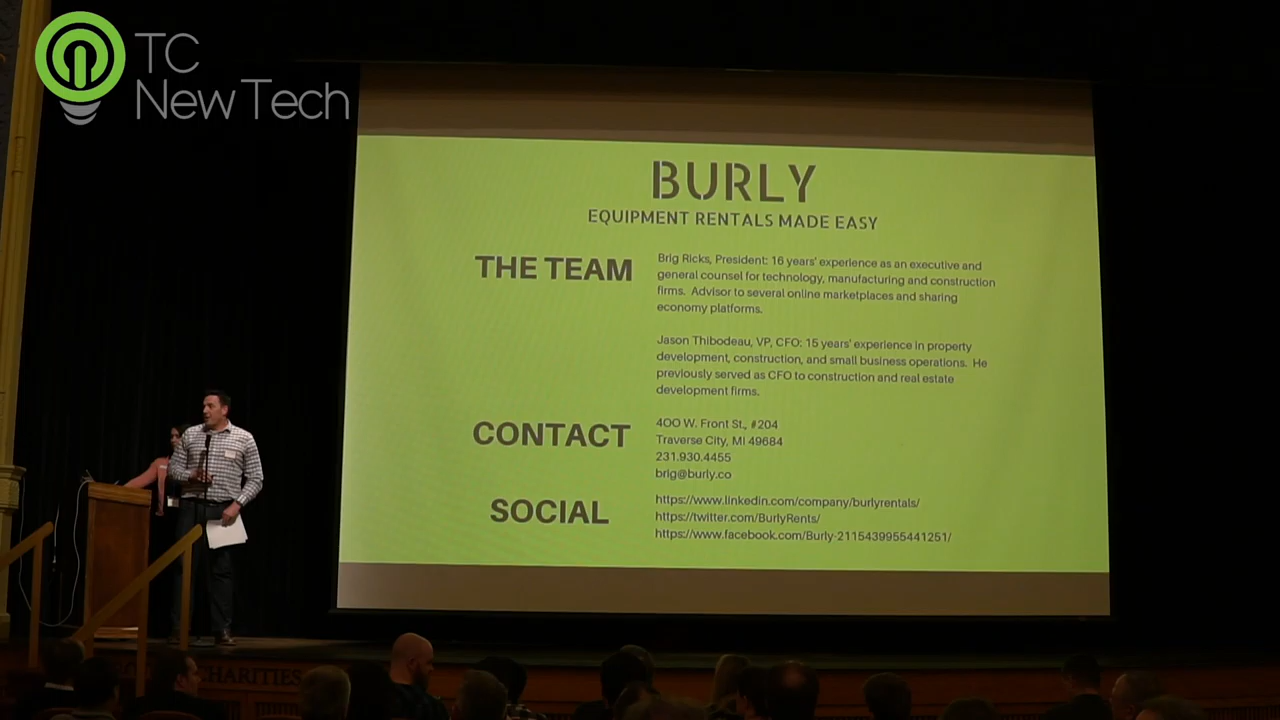 TC
New Tech
BURLY
EQUIPMENT RENTALS MADE EASY
THE TEAM
Brig Ricks, President: 16 years' experience as an executive and
general counsel for technology, manufacturing and construction
firms. Advisor to several online marketplaces and sharing
economy platforms.
Jason Thibodeau, VP, CFO: 15 years' experience in property
development, construction, and small business operations. He
previously served as CFO to construction and real estate
development firms.
CONTACT
400 W. Front St., #204
Traverse City, MI 49684
231.930.4455
brig@burly.co
SOCIAL
https://www.linkedin.com/company/burlyrentals/
https://twitter.com/BurlyRents/
https://www.facebook.com/Burly-2115439955441251/
CHARITIES